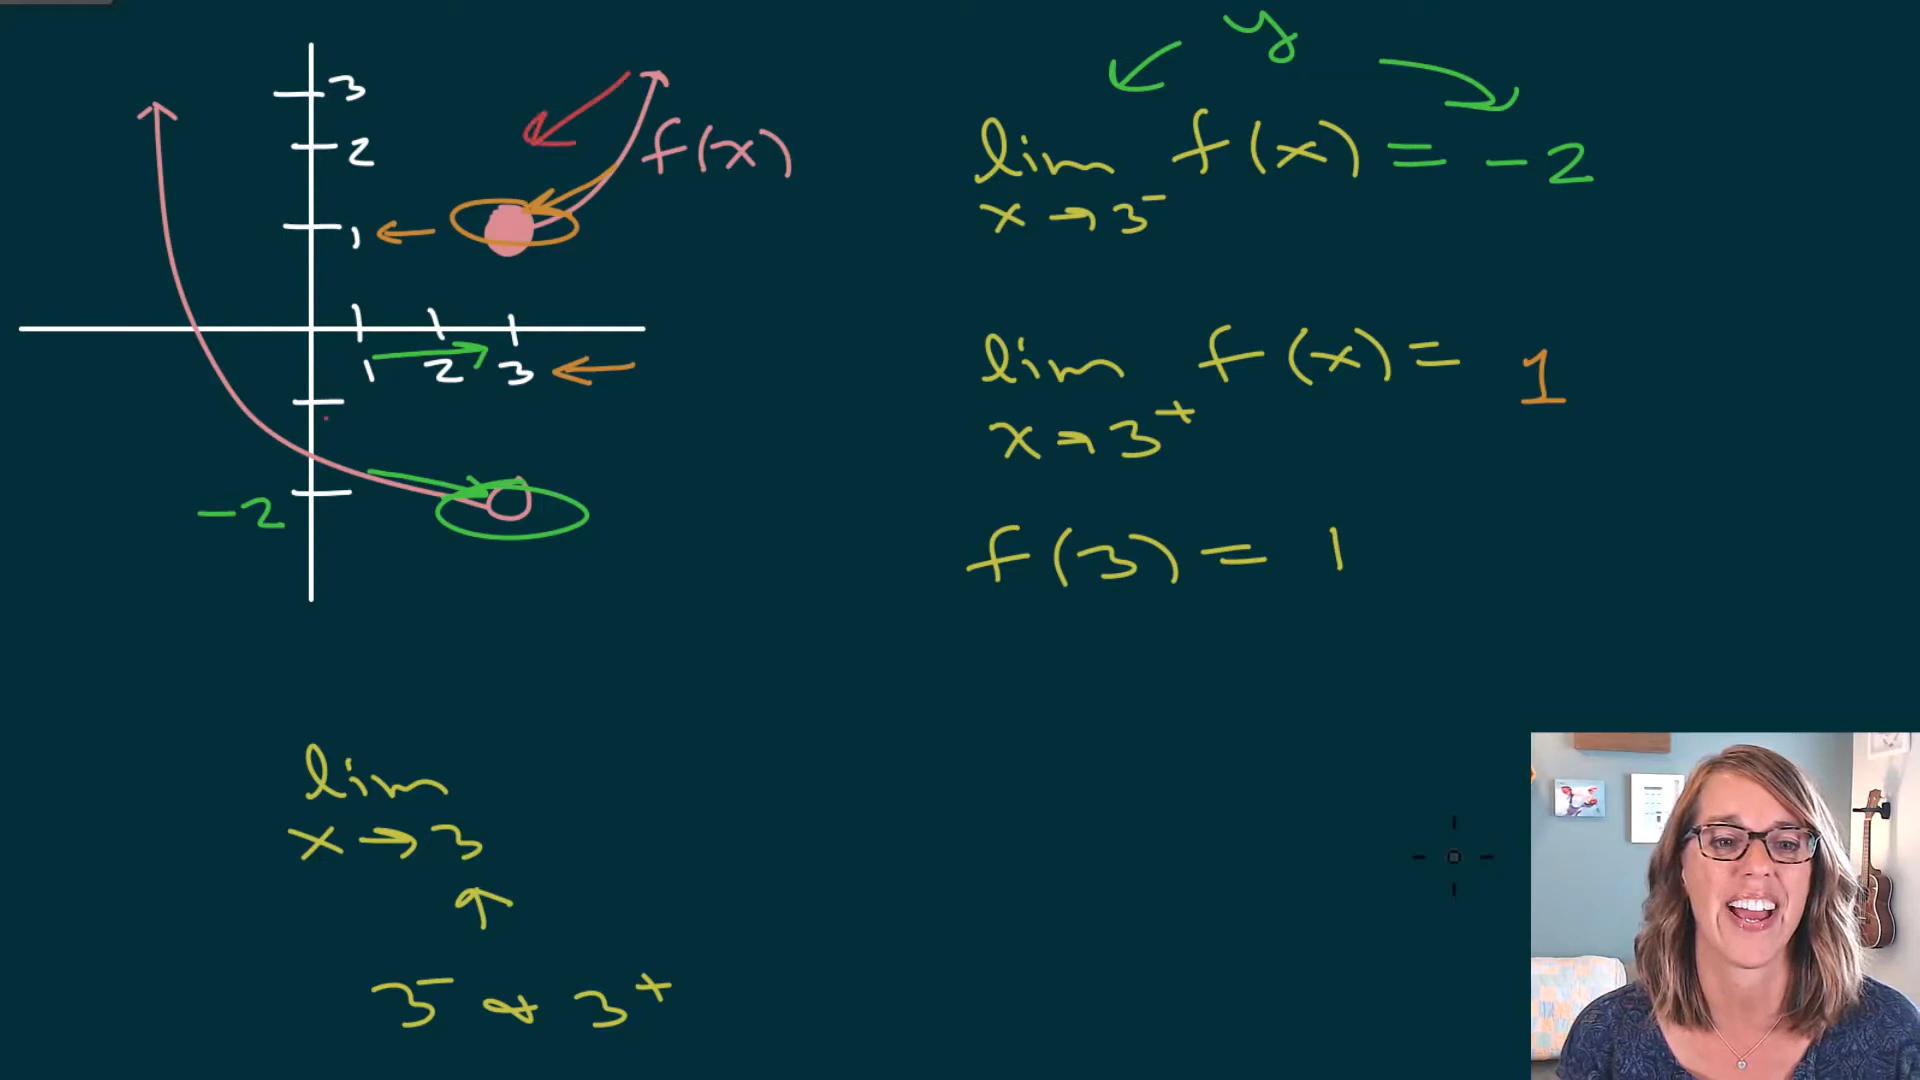 y
3
2
f(x)
1
1 2 3
-2
lim f(x) = -2
x → 3⁻
lim f(x) = 1
x → 3⁺
f(3) = 1
lim
x → 3
3⁻ & 3⁺